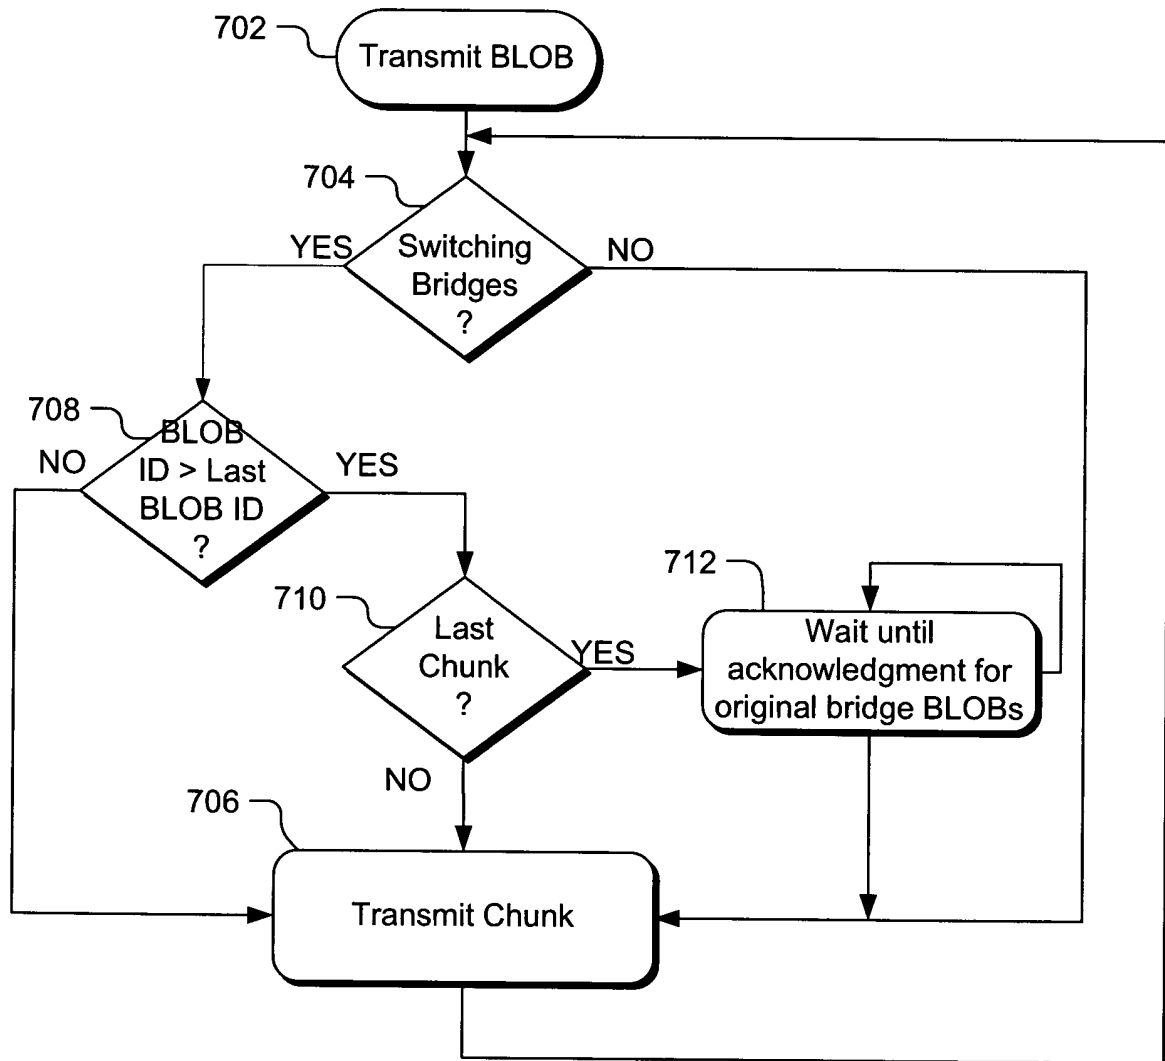 702
Transmit BLOB
704
YES
Switching
Bridges
?
NO
708
BLOB
ID > Last
BLOB ID
?
NO
YES
710
Last
Chunk
?
YES
NO
712
Wait until
acknowledgment for
original bridge BLOBs
706
Transmit Chunk